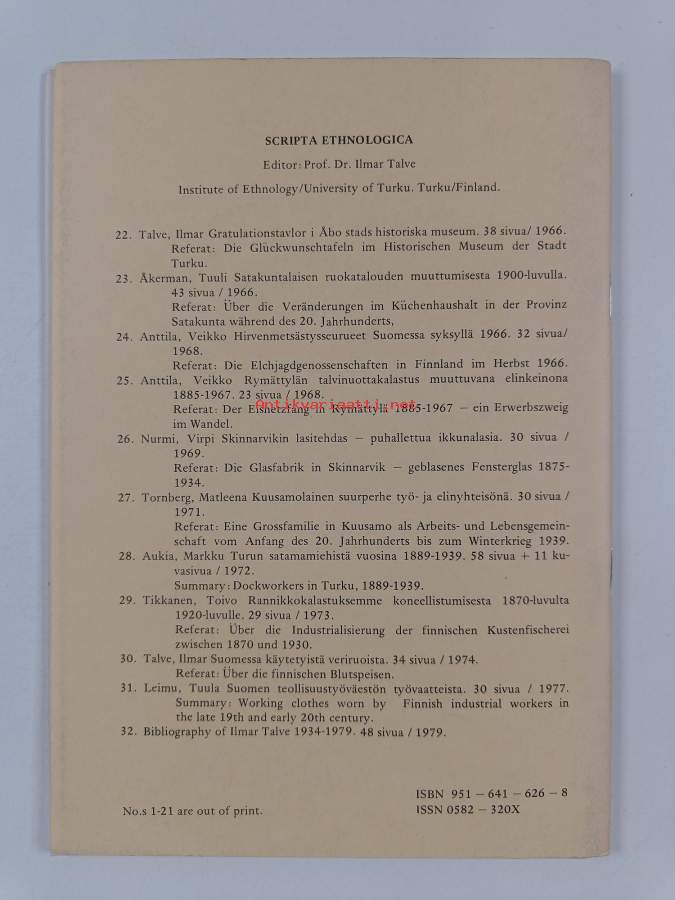 SCRIPTA ETHNOLOGICA
Editor: Prof. Dr. Ilmar Talve
Institute of Ethnology/University of Turku. Turku/Finland.
22. Talve, Ilmar Gratulationstavlor i Åbo stads historiska museum. 38 sivua/ 1966.
Referat: Die Glückwunschtafeln im Historischen Museum der Stadt
Turku.
23. Åkerman, Tuuli Satakuntalaisen ruokatalouden muuttumisesta 1900-luvulla.
43 sivua / 1966.
Referat: Über die Veränderungen im Küchenhaushalt in der Provinz
Satakunta während des 20. Jahrhunderts,
24. Anttila, Veikko Hirvenmetsästysseurueet Suomessa syksyllä 1966. 32 sivua/
1968.
Referat: Die Elchjagdgenossenschaften in Finnland im Herbst 1966.
25. Anttila, Veikko Rymättylän talvinuottakalastus muuttuvana elinkeinona
1885-1967. 23 sivua / 1968.
Antikvariaatti.net
Referat: Der Eisnetzfang in Rymättylä 1885-1967 — ein Erwerbszweig
im Wandel.
26. Nurmi, Virpi Skinnarvikin lasitehdas — puhallettua ikkunalasia. 30 sivua /
1969.
Referat: Die Glasfabrik in Skinnarvik — geblasenes Fensterglas 1875-
1934.
27. Tornberg, Matleena Kuusamolainen suurperhe työ- ja elinyhteisönä. 30 sivua /
1971.
Referat: Eine Grossfamilie in Kuusamo als Arbeits- und Lebensgemein-
schaft vom Anfang des 20. Jahrhunderts bis zum Winterkrieg 1939.
28. Aukia, Markku Turun satamamiehistä vuosina 1889-1939. 58 sivua + 11 ku-
vasivua / 1972.
Summary: Dockworkers in Turku, 1889-1939.
29. Tikkanen, Toivo Rannikkokalastuksemme koneellistumisesta 1870-luvulta
1920-luvulle. 29 sivua / 1973.
Referat: Über die Industrialisierung der finnischen Kustenfischerei
zwischen 1870 und 1930.
30. Talve, Ilmar Suomessa käytetyistä veriruoista. 34 sivua / 1974.
Referat: Über die finnischen Blutspeisen.
31. Leimu, Tuula Suomen teollisuustyöväestön työvaatteista. 30 sivua / 1977.
Summary: Working clothes worn by Finnish industrial workers in
the late 19th and early 20th century.
32. Bibliography of Ilmar Talve 1934-1979. 48 sivua / 1979.
ISBN 951 — 641 — 626 — 8
No.s 1-21 are out of print.
ISSN 0582 — 320X